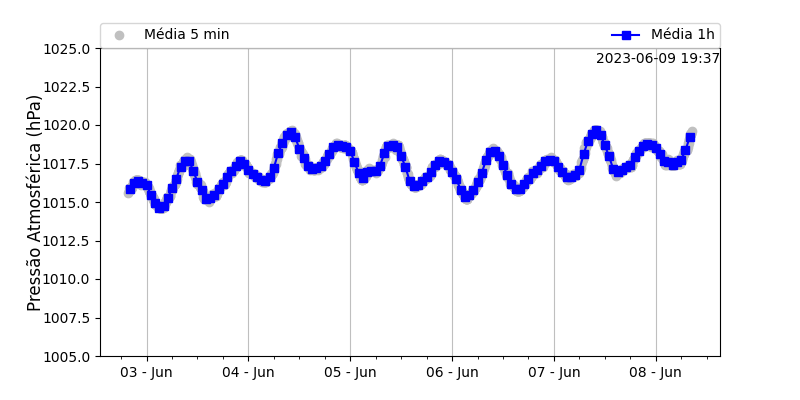 Média 5 min
Média 1h
2023-06-09 19:37
Pressão Atmosférica (hPa)
1025.0
1022.5
1020.0
1017.5
1015.0
1012.5
1010.0
1007.5
1005.0
03 - Jun
04 - Jun
05 - Jun
06 - Jun
07 - Jun
08 - Jun